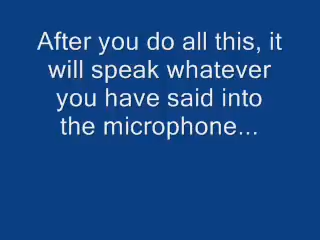 After you do all this, it
will speak whatever
you have said into
the microphone...